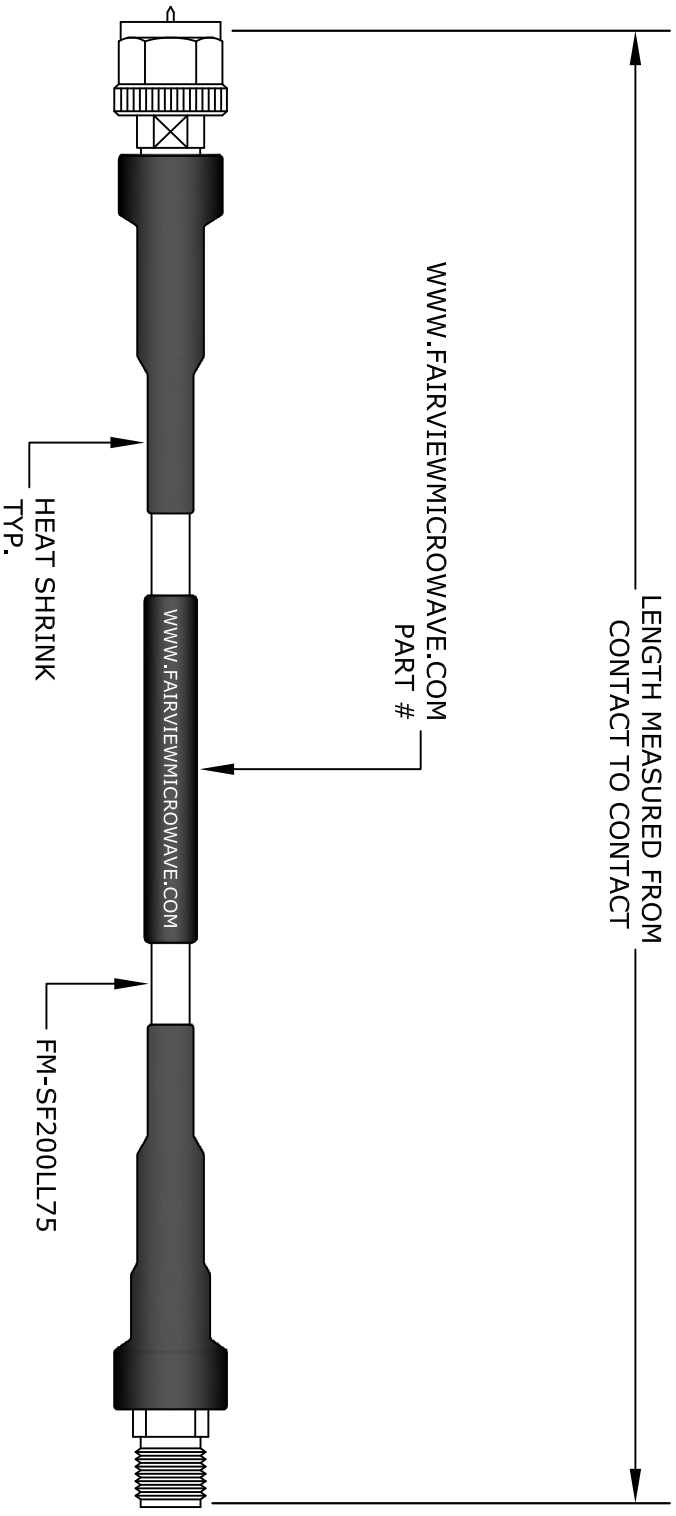 LENGTH MEASURED FROM
CONTACT TO CONTACT
WWW.FAIRVIEWMICROWAVE.COM
PART #
WWW.FAIRVIEWMICROWAVE.COM
HEAT SHRINK
TYP.
FM-SF200LL75